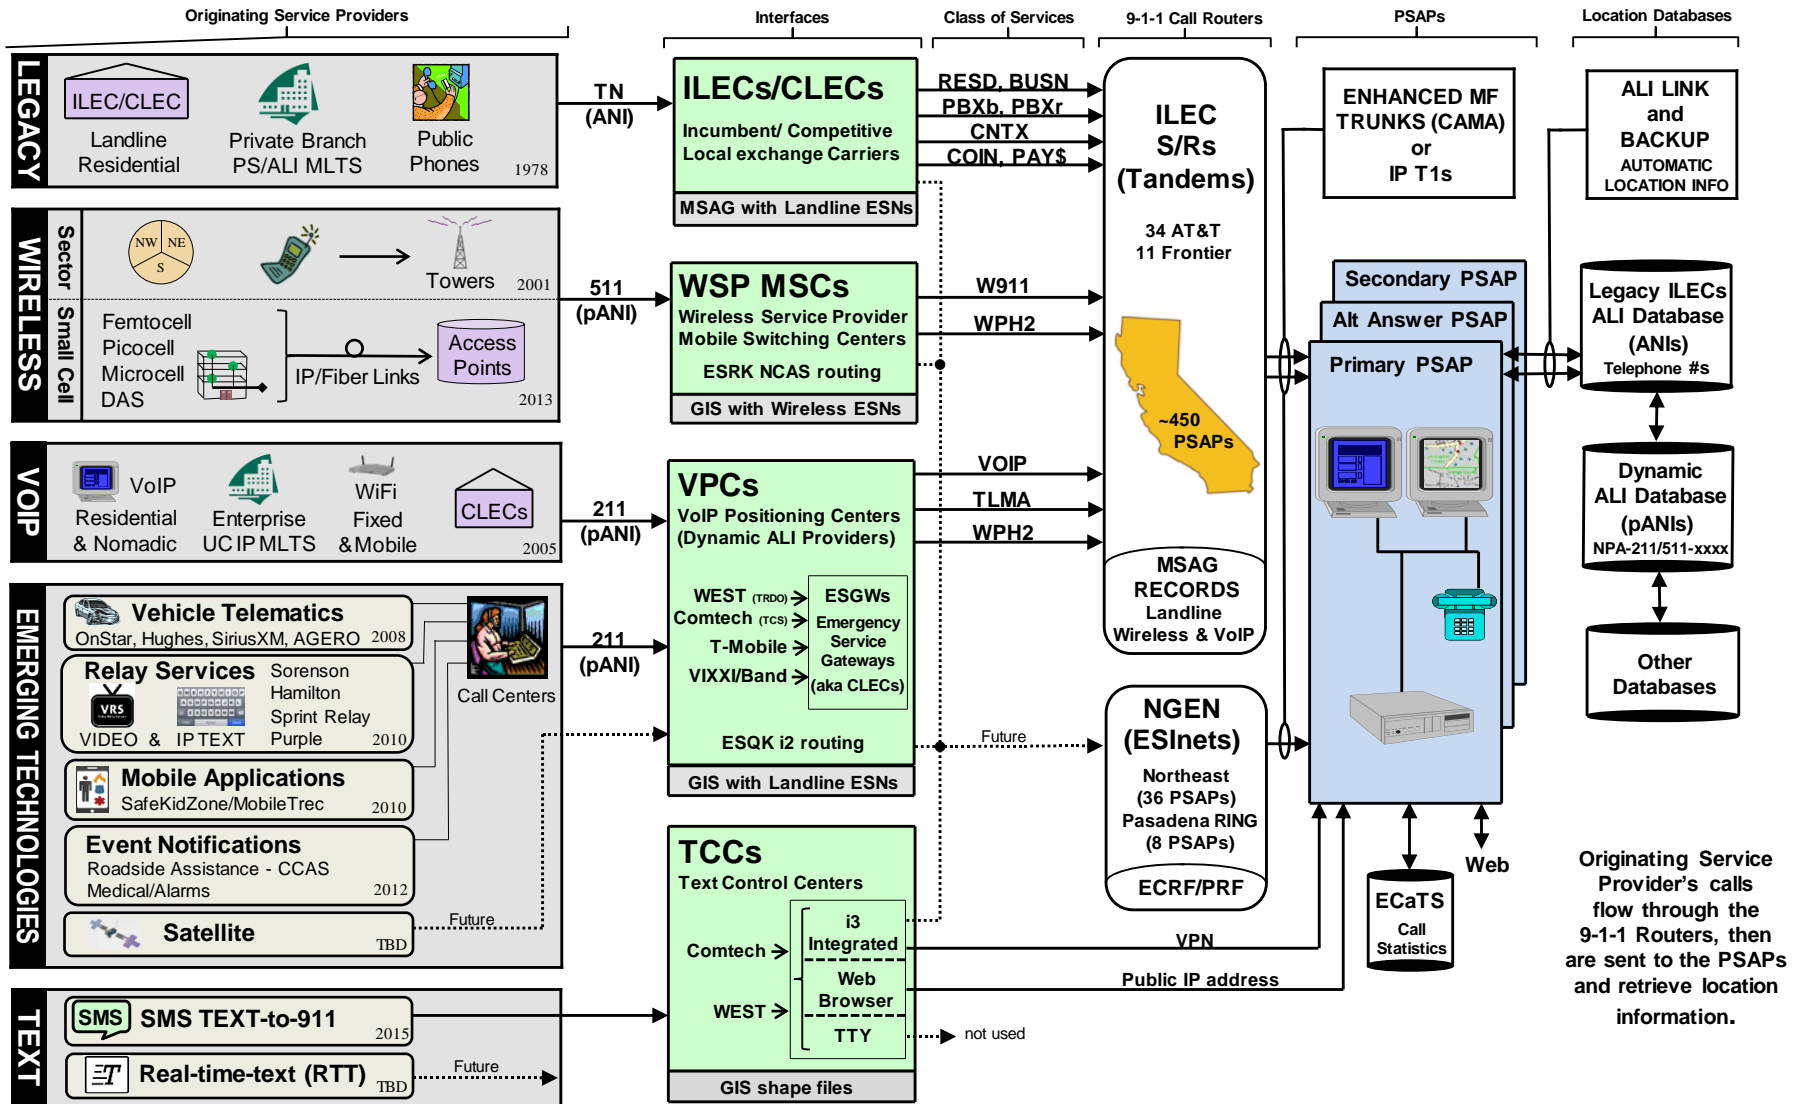 Originating Service Providers
Interfaces
Class of Services
9-1-1 Call Routers
PSAPs
Location Databases
LEGACY
ILEC/CLEC
Landline
Residential
Private Branch
PS/ALI MLTS
Public
Phones
1978
TN
(ANI)
ILECs/CLECs
Incumbent/ Competitive
Local exchange Carriers
MSAG with Landline ESNs
RESD, BUSN
PBXb, PBXr
CNTX
COIN, PAY$
WIRELESS
Sector
NW
NE
S
Towers
2001
Small Cell
Femtocell
Picocell
Microcell
DAS
IP/Fiber Links
Access
Points
2013
511
(pANI)
WSP MSCs
Wireless Service Provider
Mobile Switching Centers
ESRK NCAS routing
GIS with Wireless ESNs
W911
WPH2
VOIP
VoIP
Residential
& Nomadic
Enterprise
UC IP MLTS
WiFi
Fixed
&Mobile
CLECs
2005
211
(pANI)
VPCs
VoIP Positioning Centers
(Dynamic ALI Providers)
WEST (TRDO)
Comtech (TCS)
T-Mobile
VIXXI/Band
ESGWs
Emergency
Service
Gateways
(aka CLECs)
ESQK i2 routing
GIS with Landline ESNs
VOIP
TLMA
WPH2
EMERGING TECHNOLOGIES
Vehicle Telematics
OnStar, Hughes, SiriusXM, AGERO
2008
Relay Services
VRS
VIDEO & IP TEXT
Sorenson
Hamilton
Sprint Relay
Purple
2010
Mobile Applications
SafeKidZone/MobileTrec
2010
Event Notifications
Roadside Assistance - CCAS
Medical/Alarms
2012
Satellite
TBD
Future
Call Centers
211
(pANI)
TEXT
SMS
SMS TEXT-to-911
2015
T
Real-time-text (RTT)
TBD
Future
TCCs
Text Control Centers
Comtech
WEST
i3
Integrated
Web
Browser
TTY
GIS shape files
not used
VPN
Public IP address
Future
ILEC
S/Rs
(Tandems)
34 AT&T
11 Frontier
~450
PSAPs
MSAG
RECORDS
Landline
Wireless & VoIP
NGEN
(ESInets)
Northeast
(36 PSAPs)
Pasadena RING
(8 PSAPs)
ECRF/PRF
ENHANCED MF
TRUNKS (CAMA)
or
IP T1s
Secondary PSAP
Alt Answer PSAP
Primary PSAP
ECaTS
Call
Statistics
Web
ALI LINK
and
BACKUP
AUTOMATIC
LOCATION INFO
Legacy ILECs
ALI Database
(ANIs)
Telephone #s
Dynamic
ALI Database
(pANIs)
NPA-211/511-xxxx
Other
Databases
Originating Service
Provider's calls
flow through the
9-1-1 Routers, then
are sent to the PSAPs
and retrieve location
information.